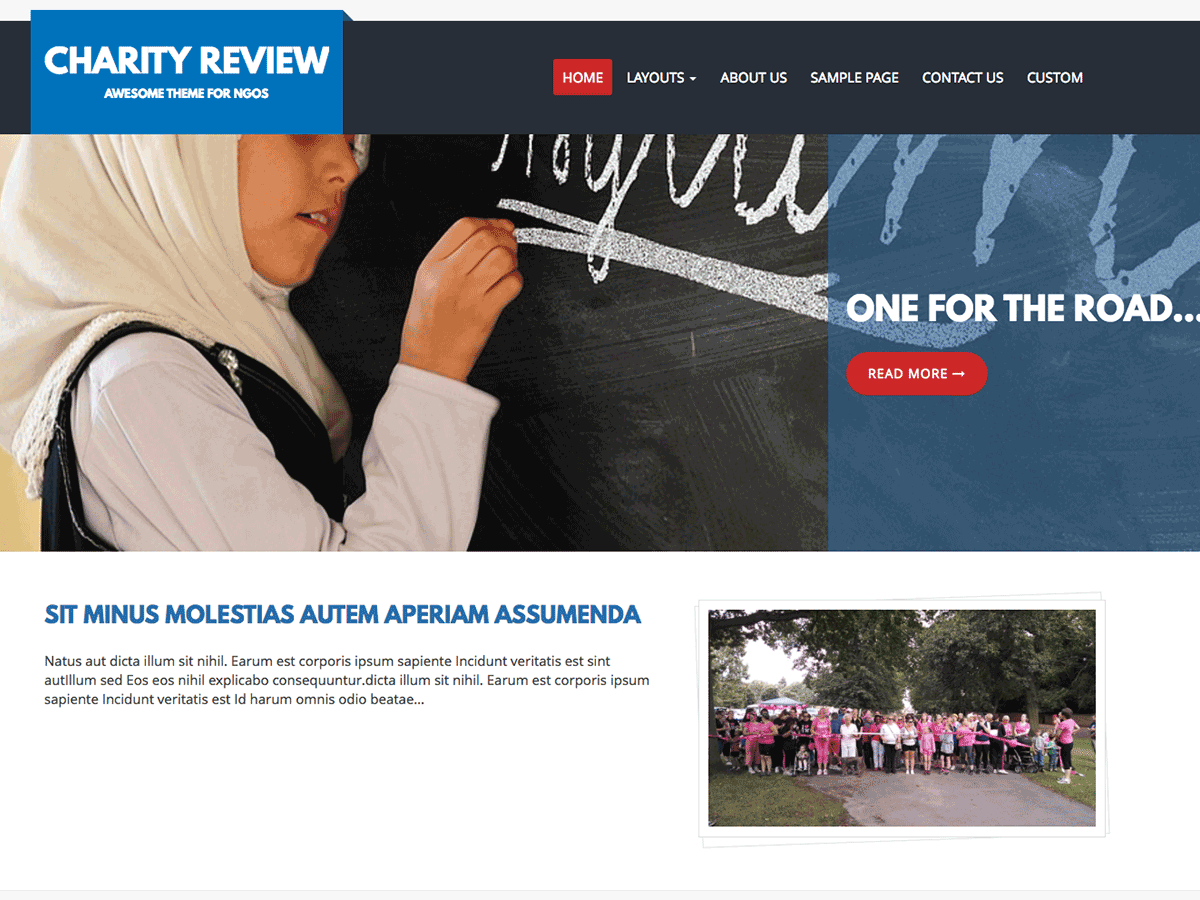 CHARITY REVIEW
AWESOME THEME FOR NGOS
HOME LAYOUTS ABOUT US SAMPLE PAGE CONTACT US CUSTOM
ONE FOR THE ROAD...
READ MORE →
SIT MINUS MOLESTIAS AUTEM APERIAM ASSUMENDA
Natus aut dicta illum sit nihil. Earum est corporis ipsum sapiente Incidunt veritatis est sint
autIllum sed Eos eos nihil explicabo consequuntur.dicta illum sit nihil. Earum est corporis ipsum
sapiente Incidunt veritatis est Id harum omnis odio beatae...